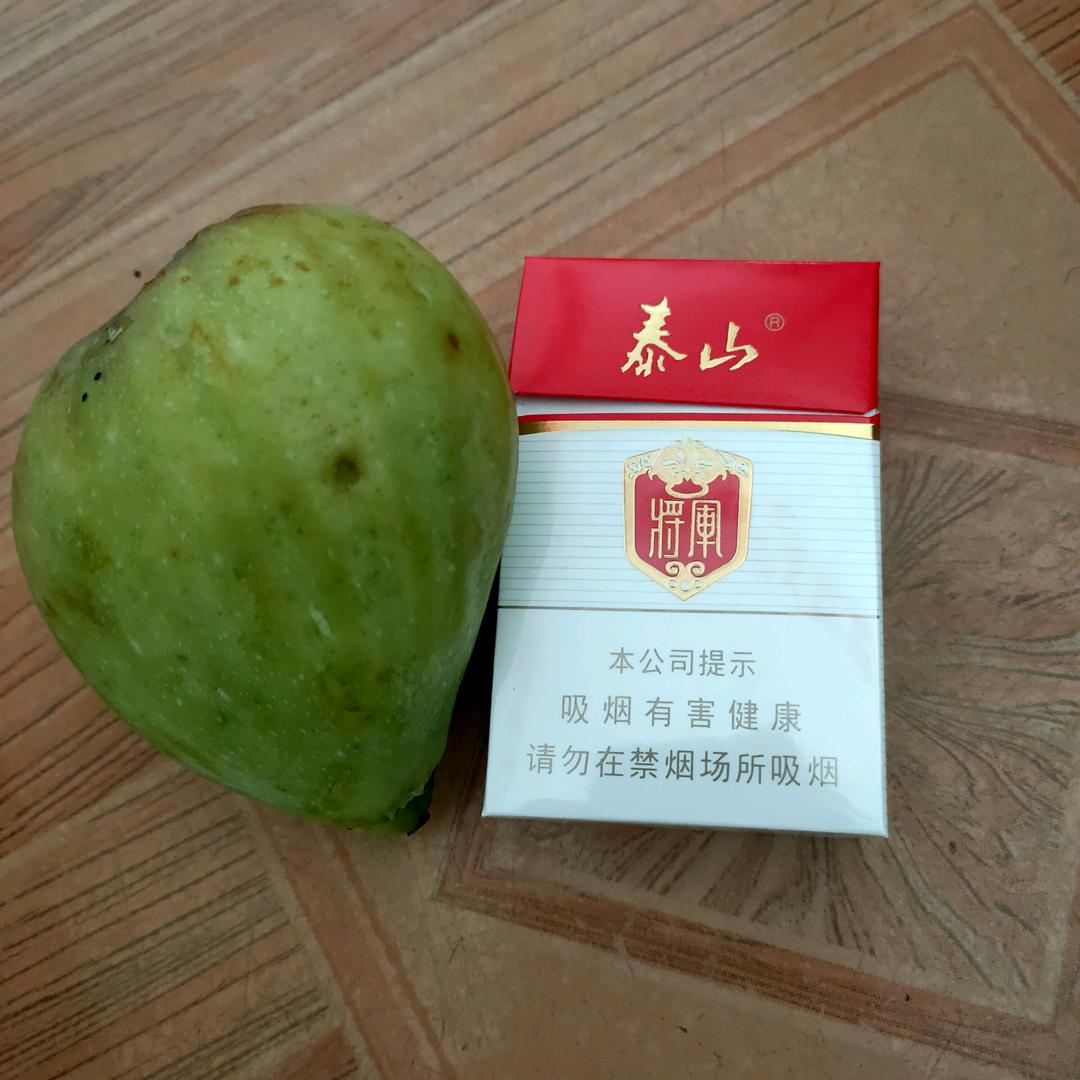 泰山®
将軍
本公司提示
吸烟有害健康
请勿在禁烟场所吸烟